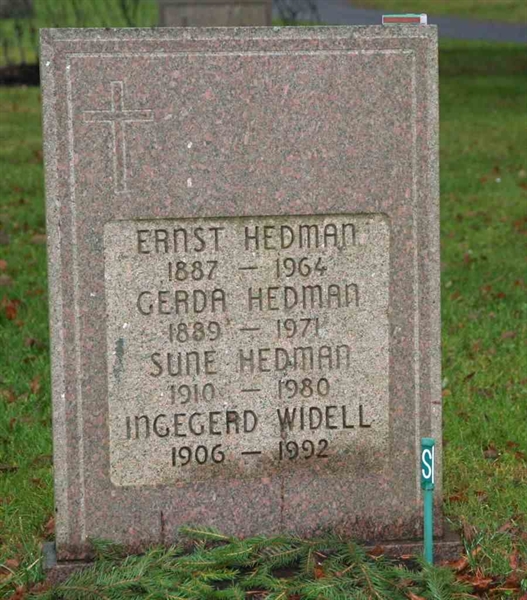 ERNST HEDMAN
1887 — 1964
GERDA HEDMAN
1889 — 1971
SUNE HEDMAN
1910 — 1980
INGEGERD WIDELL
1906 — 1992
S